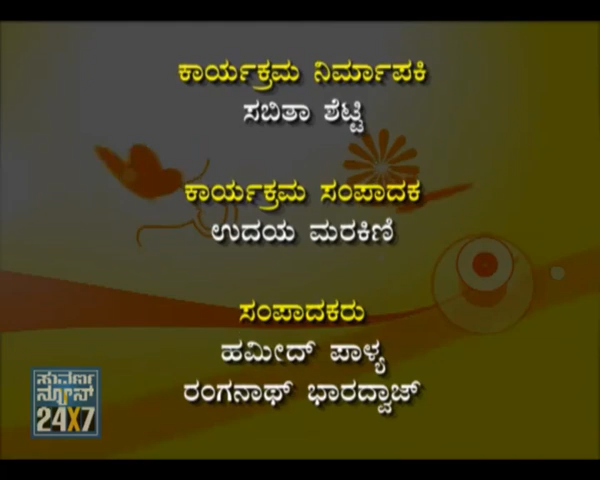 ಕಾರ್ಯಕ್ರಮ ನಿರ್ಮಾಪಕಿ
ಸಬಿತಾ ಶೆಟ್ಟಿ
ಕಾರ್ಯಕ್ರಮ ಸಂಪಾದಕ
ಉದಯ ಮರಕಿಣಿ
ಸಂಪಾದಕರು
ಹಮೀದ್ ಪಾಳ್ಯ
ರಂಗನಾಥ್ ಭಾರದ್ವಾಜ್
ಸುವರ್ಣ
ನ್ಯೂಸ್
24X7